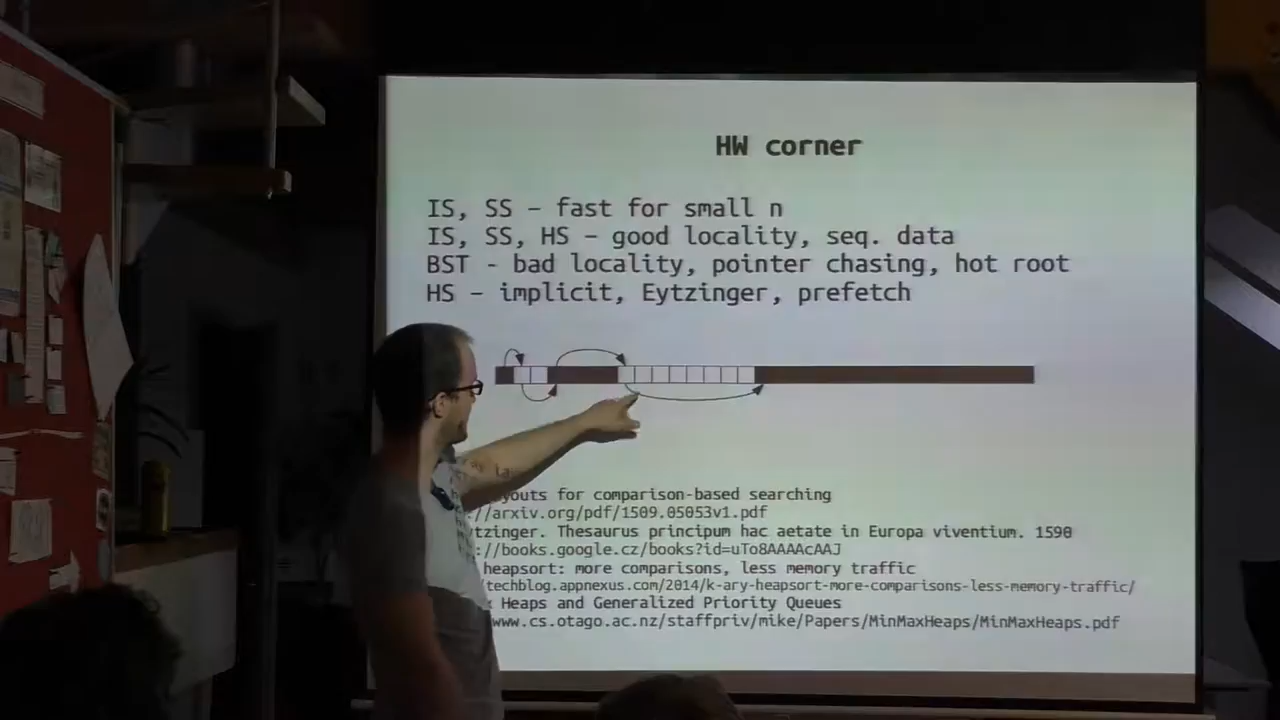 HW corner
IS, SS – fast for small n
IS, SS, HS – good locality, seq. data
BST - bad locality, pointer chasing, hot root
HS – implicit, Eytzinger, prefetch
youts for comparison-based searching
://arxiv.org/pdf/1509.05053v1.pdf
tzinger. Thesaurus principum hac aetate in Europa viventium. 1590
://books.google.cz/books?id=uTo8AAAAcAAJ
heapsort: more comparisons, less memory traffic
/techblog.appnexus.com/2014/k-ary-heapsort-more-comparisons-less-memory-traffic/
Heaps and Generalized Priority Queues
www.cs.otago.ac.nz/staffpriv/mike/Papers/MinMaxHeaps/MinMaxHeaps.pdf